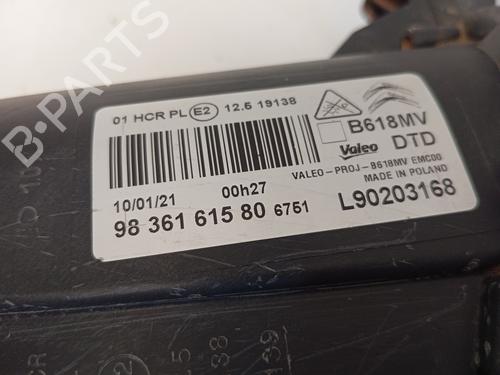 01 HCR PL E2 12.5 19138
B618MV
Valeo DTD
VALEO-PROJ-B618MV EMC00
MADE IN POLAND
10/01/21 00h27
98 361 615 80 6751
L90203168
B-PARTS